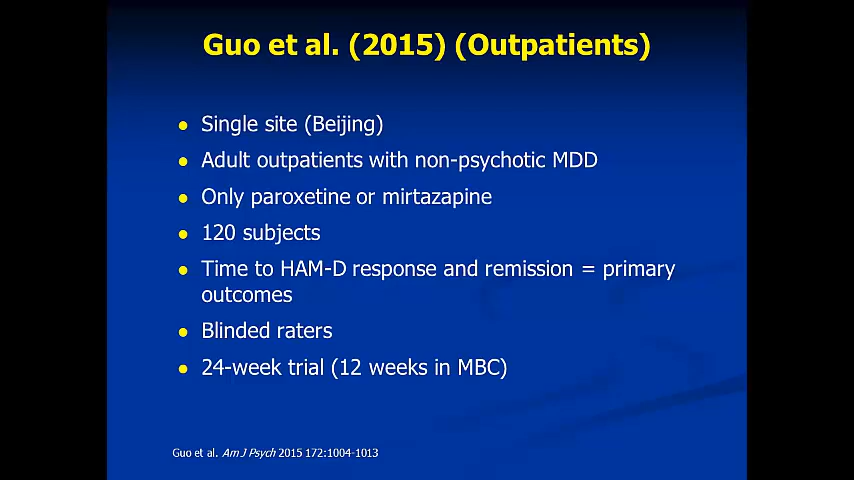 Guo et al. (2015) (Outpatients)
● Single site (Beijing)
● Adult outpatients with non-psychotic MDD
● Only paroxetine or mirtazapine
● 120 subjects
● Time to HAM-D response and remission = primary
outcomes
● Blinded raters
● 24-week trial (12 weeks in MBC)
Guo et al. Am J Psych 2015 172:1004-1013